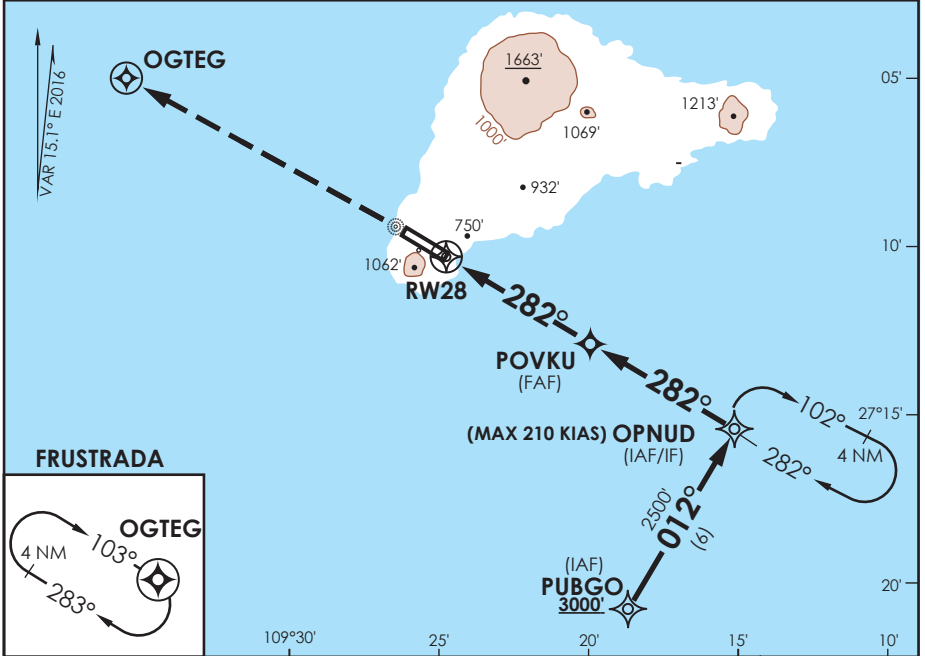 OGTEG
VAR 15.1° E 2016
1663'
1000'
1069'
1213'
05'
932'
750'
10'
1062'
RW28
282°
POVKU
(FAF)
282°
(MAX 210 KIAS) OPNUD
(IAF/IF)
102°
27°15'
4 NM
282°
2500'
012°
(6)
(IAF)
PUBGO
3000'
20'
FRUSTRADA
OGTEG
4 NM
103°
283°
109°30'
25'
20'
15'
10'